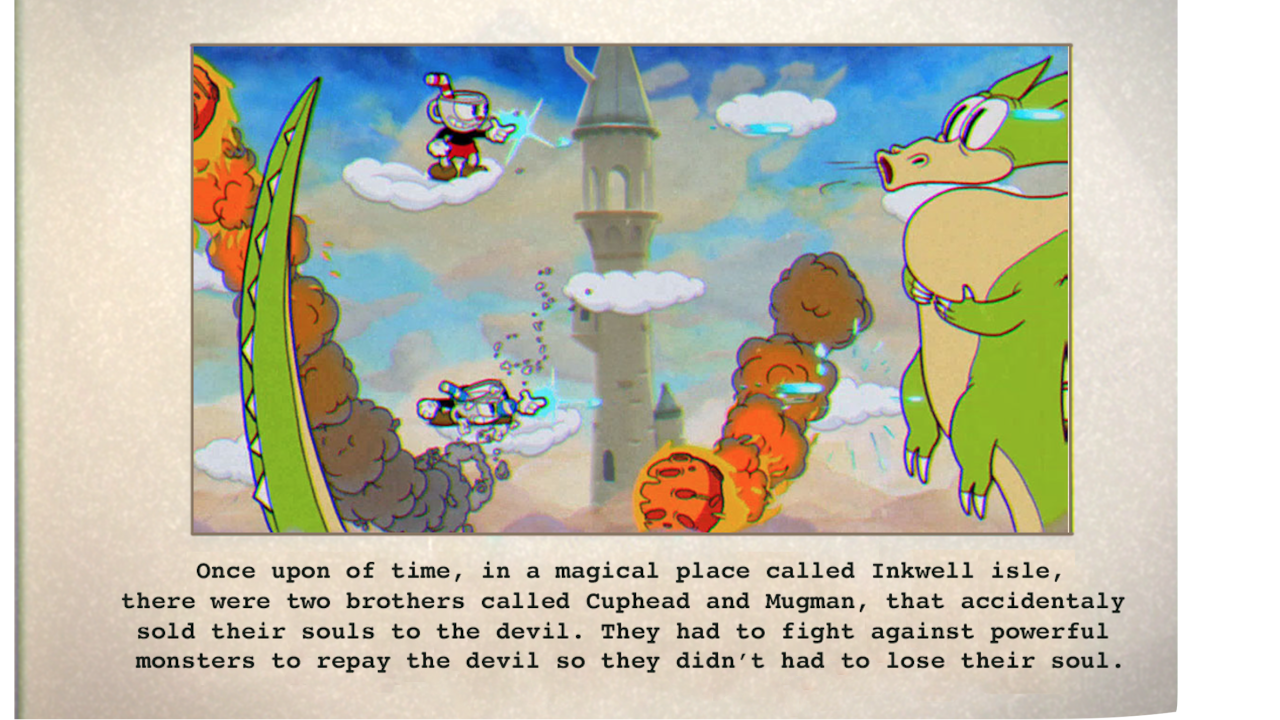 Once upon of time, in a magical place called Inkwell isle,
there were two brothers called Cuphead and Mugman, that accidentaly
sold their souls to the devil. They had to fight against powerful
monsters to repay the devil so they didn’t had to lose their soul.